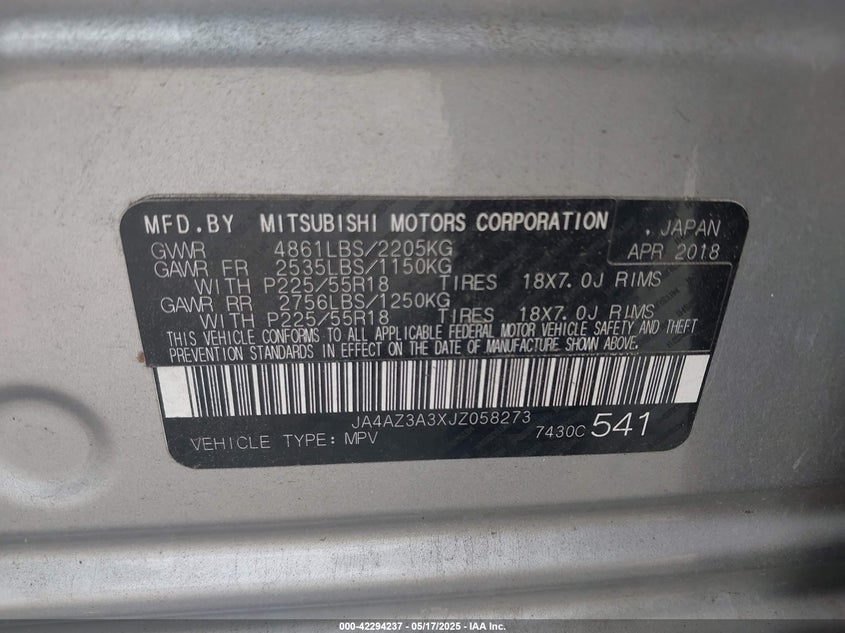 MFD.BY MITSUBISHI MOTORS CORPORATION . JAPAN
GVWR 4861LBS/2205KG APR 2018
GAWR FR 2535LBS/1150KG
WITH P225/55R18 TIRES 18X7.0J RIMS
GAWR RR 2756LBS/1250KG
WITH P225/55R18 TIRES 18X7.0J RIMS
THIS VEHICLE CONFORMS TO ALL APPLICABLE FEDERAL MOTOR VEHICLE SAFETY AND THEFT
PREVENTION STANDARDS IN EFFECT ON THE DATE OF MANUFACTURE SHOWN ABOVE.
JA4AZ3A3XJZ058273
VEHICLE TYPE: MPV 7430C 541
000-42294237 - 05/17/2025 - IAA Inc.